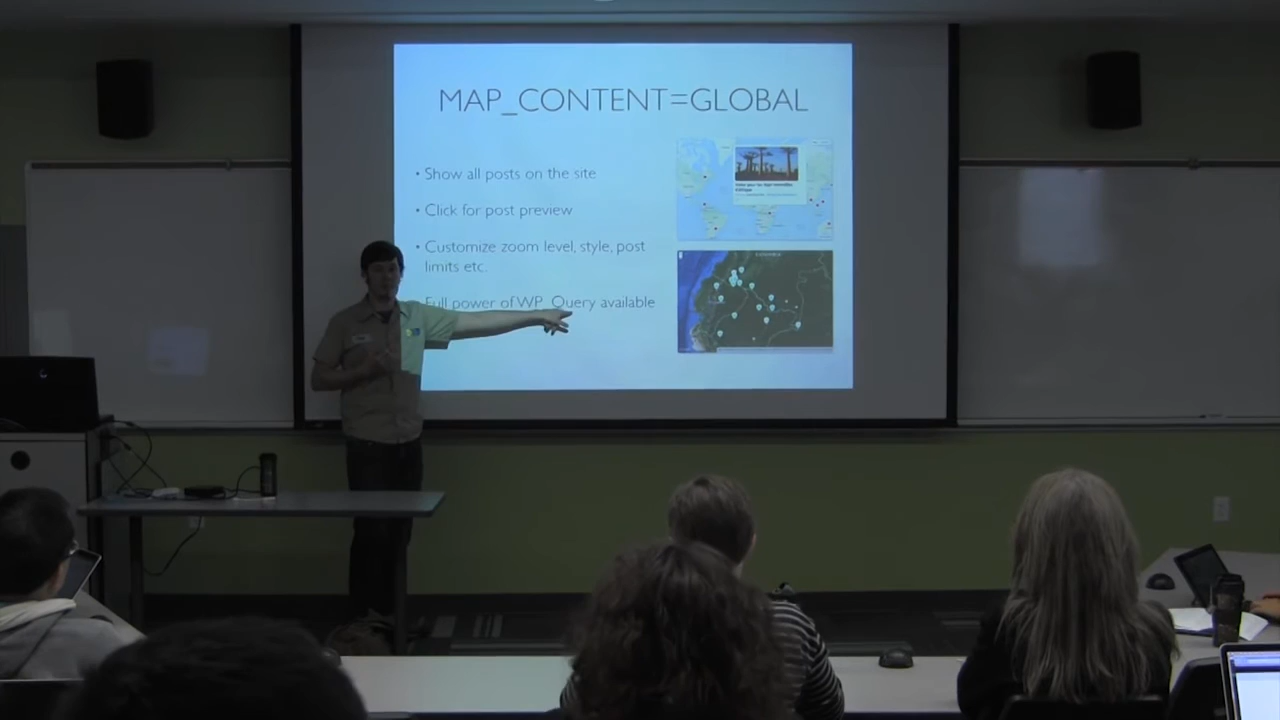 MAP_CONTENT=GLOBAL
• Show all posts on the site
• Click for post preview
• Customize zoom level, style, post
limits etc.
Full power of WP_Query available